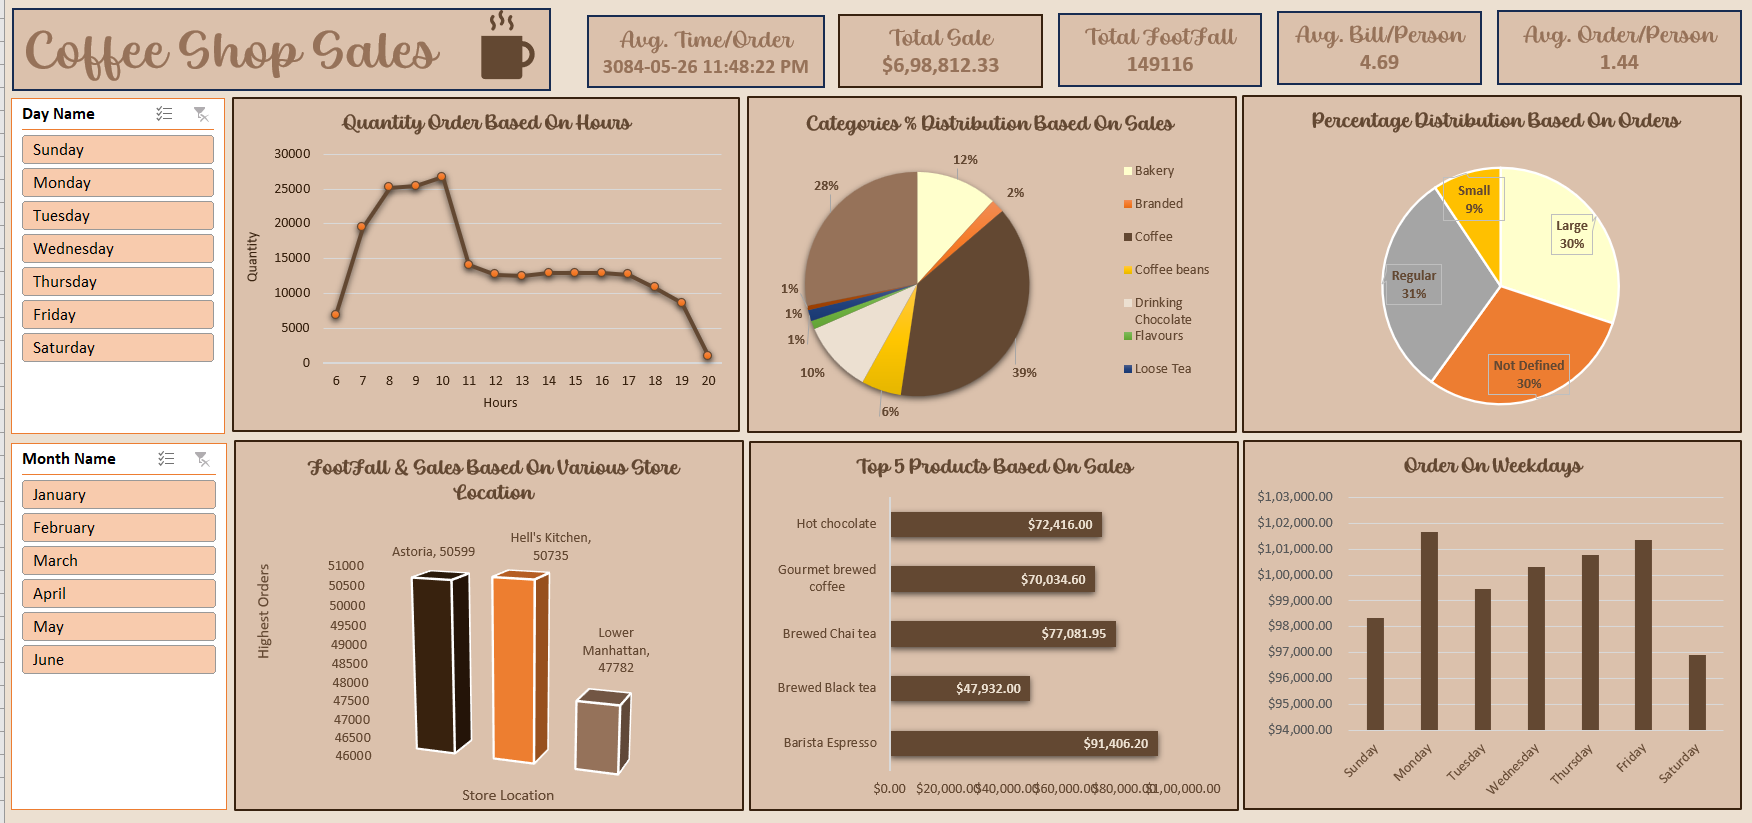 Coffee Shop Sales
Avg. Time/Order
3084-05-26 11:48:22 PM
Total Sale
$6,98,812.33
Total FootFall
149116
Avg. Bill/Person
4.69
Avg. Order/Person
1.44
Day Name
Sunday
Monday
Tuesday
Wednesday
Thursday
Friday
Saturday
Quantity Order Based On Hours
30000
25000
20000
15000
10000
5000
0
Quantity
6 7 8 9 10 11 12 13 14 15 16 17 18 19 20
Hours
Categories % Distribution Based On Sales
12%
2%
39%
6%
10%
1%
1%
1%
28%
Bakery
Branded
Coffee
Coffee beans
Drinking
Chocolate
Flavours
Loose Tea
Percentage Distribution Based On Orders
Small
9%
Large
30%
Regular
31%
Not Defined
30%
Month Name
January
February
March
April
May
June
FootFall & Sales Based On Various Store
Location
Highest Orders
51000
50500
50000
49500
49000
48500
48000
47500
47000
46500
46000
Astoria, 50599
Hell's Kitchen,
50735
Lower
Manhattan,
47782
Store Location
Top 5 Products Based On Sales
Hot chocolate
$72,416.00
Gourmet brewed
coffee
$70,034.60
Brewed Chai tea
$77,081.95
Brewed Black tea
$47,932.00
Barista Espresso
$91,406.20
$0.00 $20,000.00 $40,000.00 $60,000.00 $80,000.00 $1,00,000.00
Order On Weekdays
$1,03,000.00
$1,02,000.00
$1,01,000.00
$1,00,000.00
$99,000.00
$98,000.00
$97,000.00
$96,000.00
$95,000.00
$94,000.00
Sunday
Monday
Tuesday
Wednesday
Thursday
Friday
Saturday